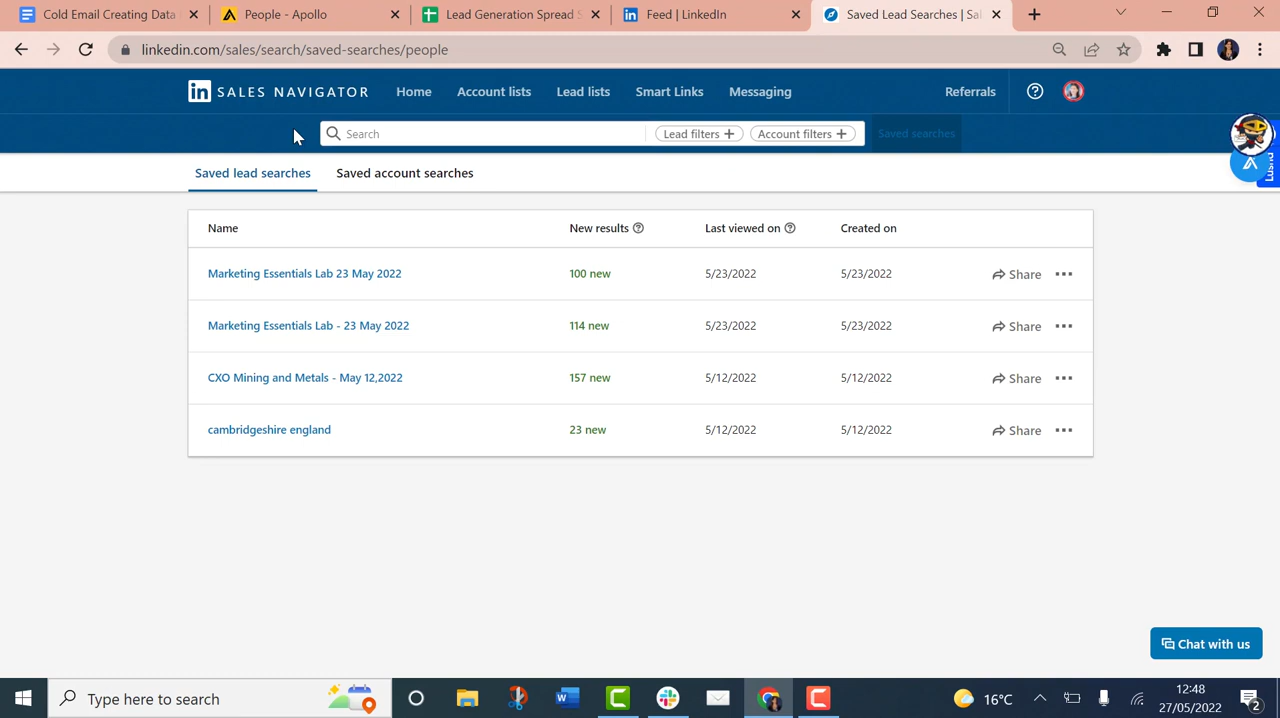 Cold Email Creating Data
People - Apollo
Lead Generation Spread S
Feed | LinkedIn
Saved Lead Searches | Sal
linkedin.com/sales/search/saved-searches/people
in SALES NAVIGATOR
Home
Account lists
Lead lists
Smart Links
Messaging
Referrals
Search
Lead filters +
Account filters +
Saved searches
Lusha
Saved lead searches
Saved account searches
Name
New results
Last viewed on
Created on
Marketing Essentials Lab 23 May 2022
100 new
5/23/2022
5/23/2022
Share
Marketing Essentials Lab - 23 May 2022
114 new
5/23/2022
5/23/2022
Share
CXO Mining and Metals - May 12,2022
157 new
5/12/2022
5/12/2022
Share
cambridgeshire england
23 new
5/12/2022
5/12/2022
Share
Chat with us
Type here to search
16°C
12:48
27/05/2022
2